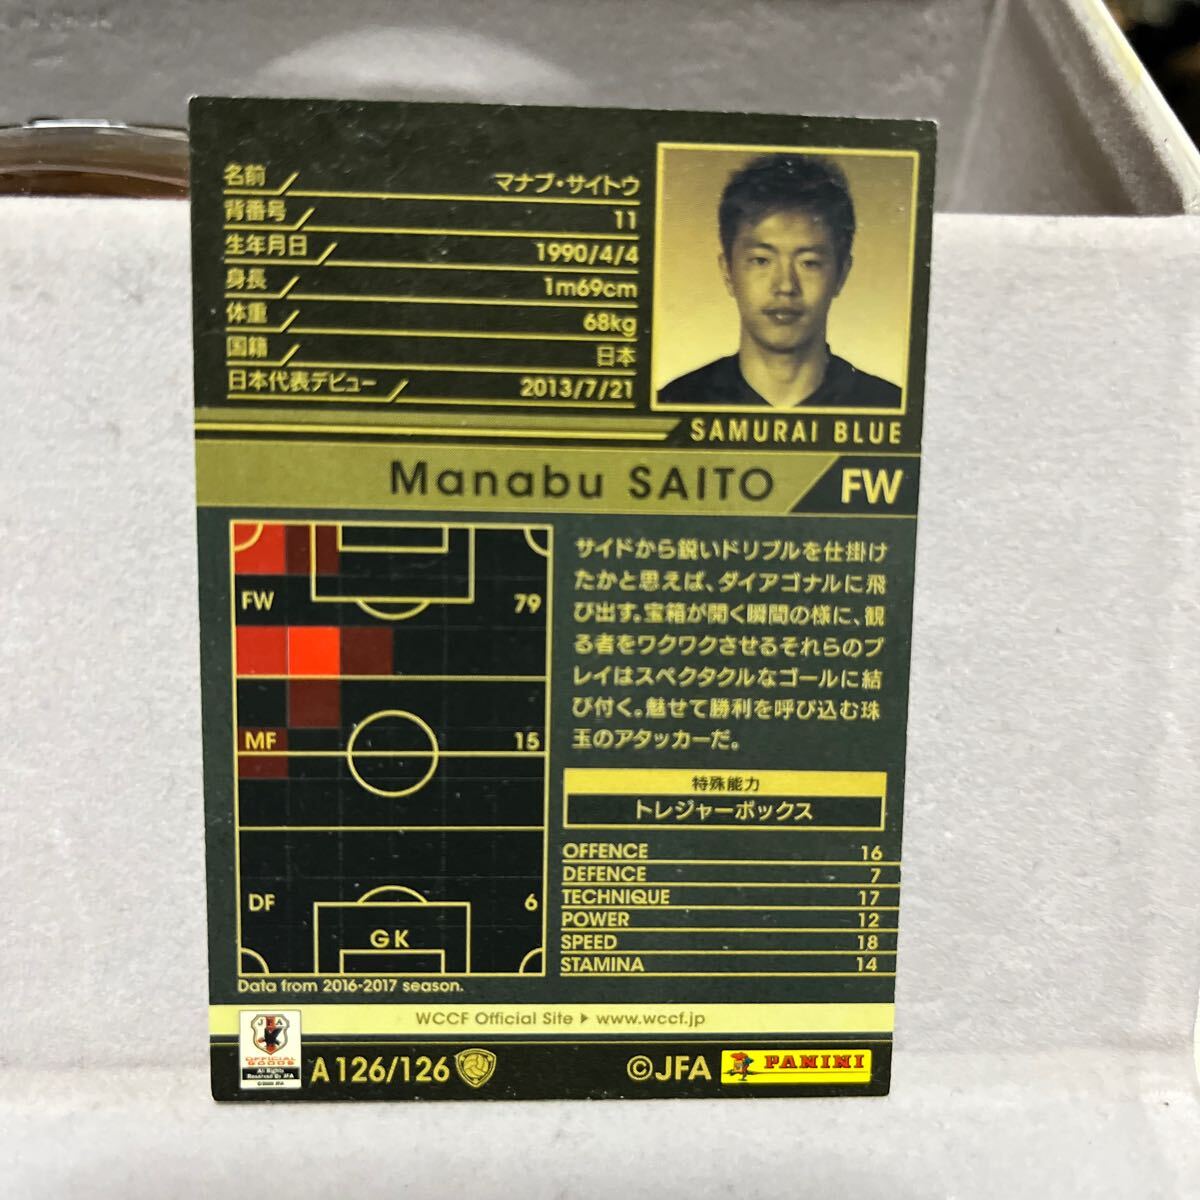 名前 マナブ・サイトウ
背番号 11
生年月日 1990/4/4
身長 1m69cm
体重 68kg
国籍 日本
日本代表デビュー 2013/7/21
SAMURAI BLUE
Manabu SAITO FW
FW 79
MF 15
DF 6
GK
Data from 2016-2017 season.
サイドから鋭いドリブルを仕掛け
たかと思えば、ダイアゴナルに飛
び出す。宝箱が開く瞬間の様に、観
る者をワクワクさせるそれらのプ
レイはスペクタクルなゴールに結
び付く。魅せて勝利を呼び込む珠
玉のアタッカーだ。
特殊能力
トレジャーボックス
OFFENCE 16
DEFENCE 7
TECHNIQUE 17
POWER 12
SPEED 18
STAMINA 14
WCCF Official Site ▶ www.wccf.jp
JFA
OFFICIAL
GOODS
All Rights
Reserved By JFA
A 126/126
©JFA PANINI